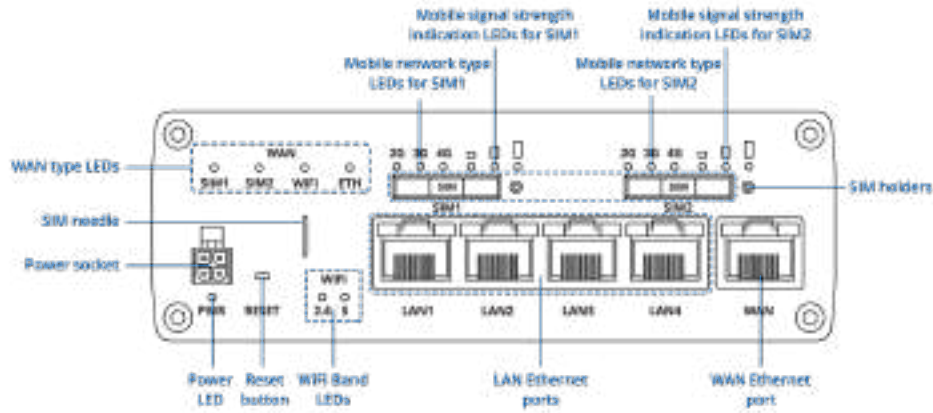 Mobile signal strength
indication LEDs for SIM1
Mobile signal strength
indication LEDs for SIM2
Mobile network type
LEDs for SIM1
Mobile network type
LEDs for SIM2
WAN type LEDs
WAN
SIM1 SIM2 WIFI ETH
2G 3G 4G
2G 3G 4G
SIM
SIM
SIM holders
SIM1
SIM2
SIM needle
Power socket
WIFI
2.4 5
PWR
RESET
LAN1
LAN2
LAN3
LAN4
WAN
Power
LED
Reset
button
WiFi Band
LEDs
LAN Ethernet
ports
WAN Ethernet
port